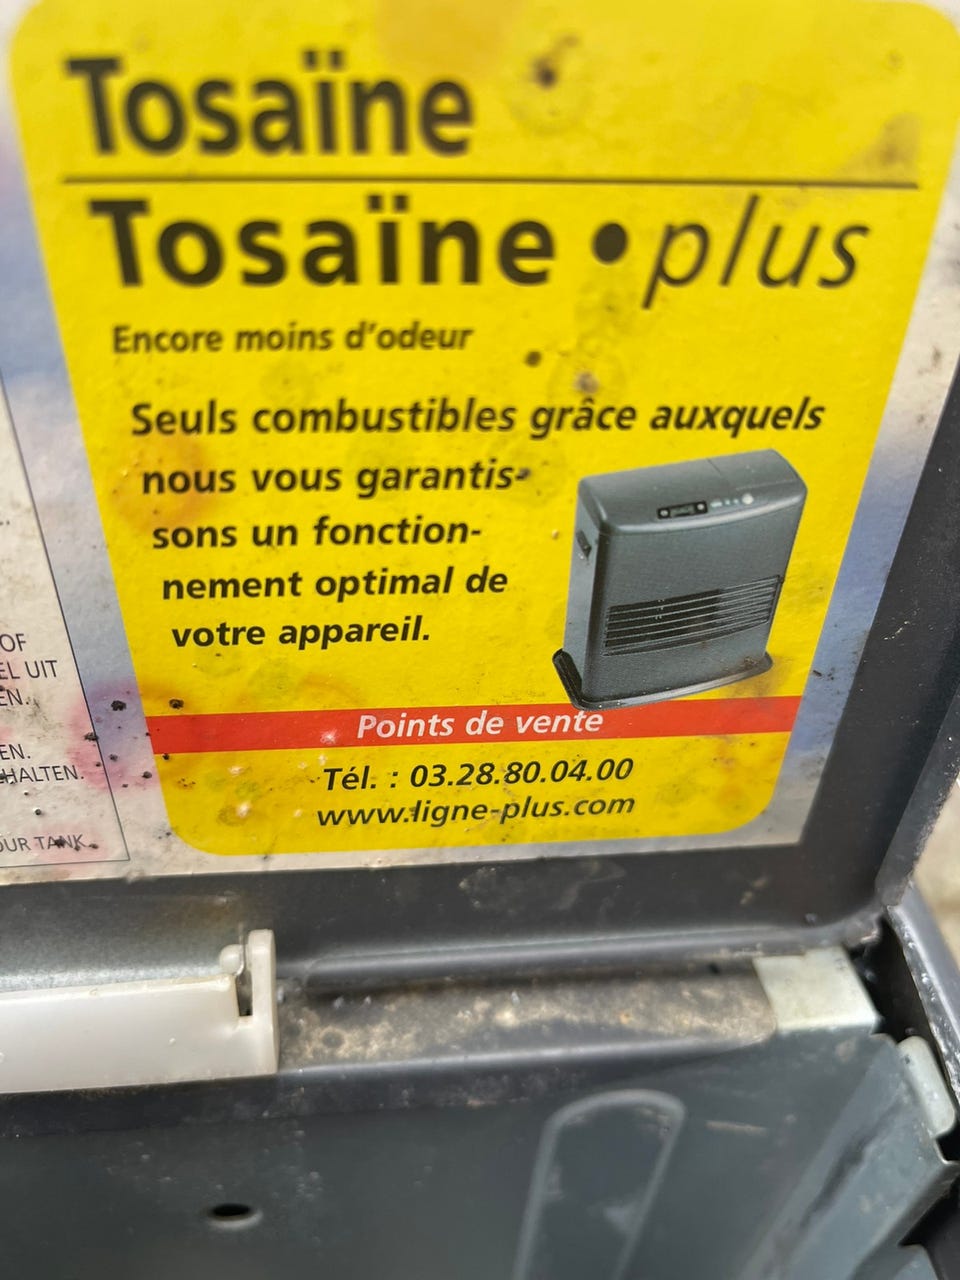 Tosaïne
Tosaïne • plus
Encore moins d'odeur
Seuls combustibles grâce auxquels
nous vous garantis-
sons un fonction-
nement optimal de
votre appareil.
Points de vente
Tél. : 03.28.80.04.00
www.ligne-plus.com
OF
EL UIT
EN.
EN.
CHALTEN.
OUR TANK.